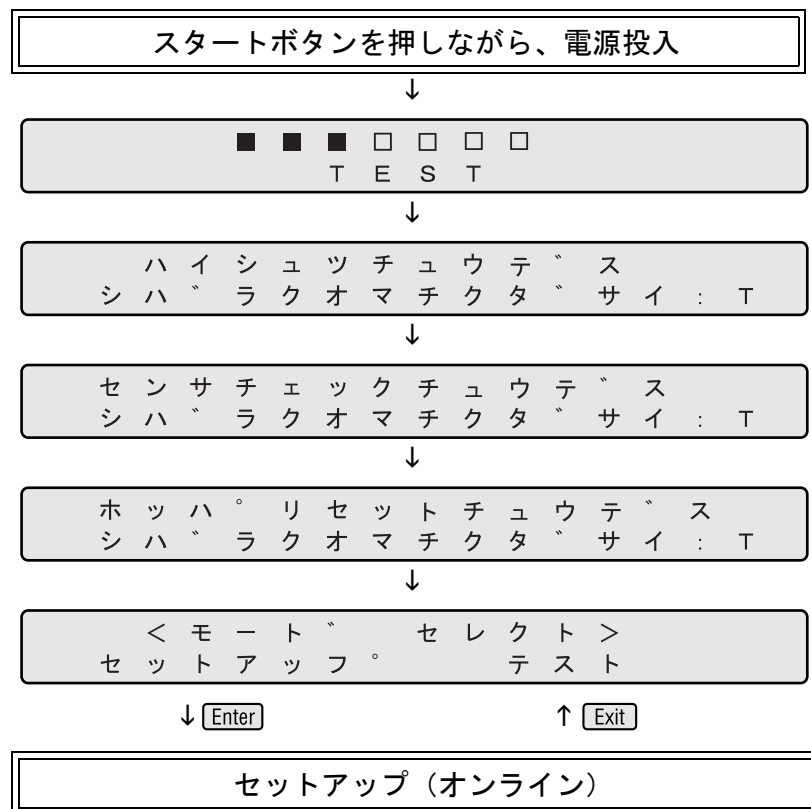 スタートボタンを押しながら、電源投入
↓
■ ■ ■ □ □ □ □
T E S T
↓
ハ イ シ ュ ツ チ ュ ウ テ ゛ ス
シ ハ ゛ ラ ク オ マ チ ク タ ゛ サ イ : T
↓
セ ン サ チ ェ ッ ク チ ュ ウ テ ゛ ス
シ ハ ゛ ラ ク オ マ チ ク タ ゛ サ イ : T
↓
ホ ッ ハ ゜ リ セ ッ ト チ ュ ウ テ ゛ ス
シ ハ ゛ ラ ク オ マ チ ク タ ゛ サ イ : T
↓
< モ ー ト ゛ セ レ ク ト >
セ ッ ト ア ッ フ ゜ テ ス ト
↓ Enter ↑ Exit
セットアップ（オンライン）